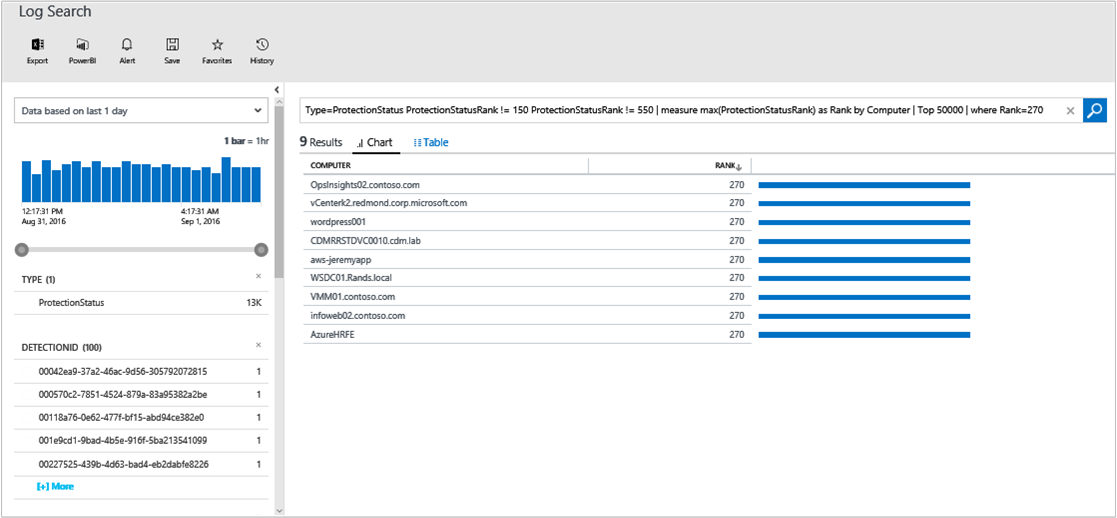 Log Search
Export PowerBI Alert Save Favorites History
Data based on last 1 day
1 bar = 1hr
12:17:31 PM
Aug 31, 2016
4:17:31 AM
Sep 1, 2016
TYPE (1)
ProtectionStatus 13K
DETECTIONID (100)
00042ea9-37a2-46ac-9d56-305792072815 1
000570c2-7851-4524-879a-83a95382a2be 1
00118a76-0e62-477f-bf15-abd94ce382e0 1
001e9cd1-9bad-4b5e-916f-5ba213541099 1
00227525-439b-4d63-bad4-eb2dabfe8226 1
[+] More
Type=ProtectionStatus ProtectionStatusRank != 150 ProtectionStatusRank != 550 | measure max(ProtectionStatusRank) as Rank by Computer | Top 50000 | where Rank=270
9 Results Chart Table
COMPUTER RANK
OpsInsights02.contoso.com 270
vCenterk2.redmond.corp.microsoft.com 270
wordpress001 270
CDMRRSTDVC0010.cdm.lab 270
aws-jeremyapp 270
WSDC01.Rands.local 270
VMM01.contoso.com 270
infoweb02.contoso.com 270
AzureHRFE 270